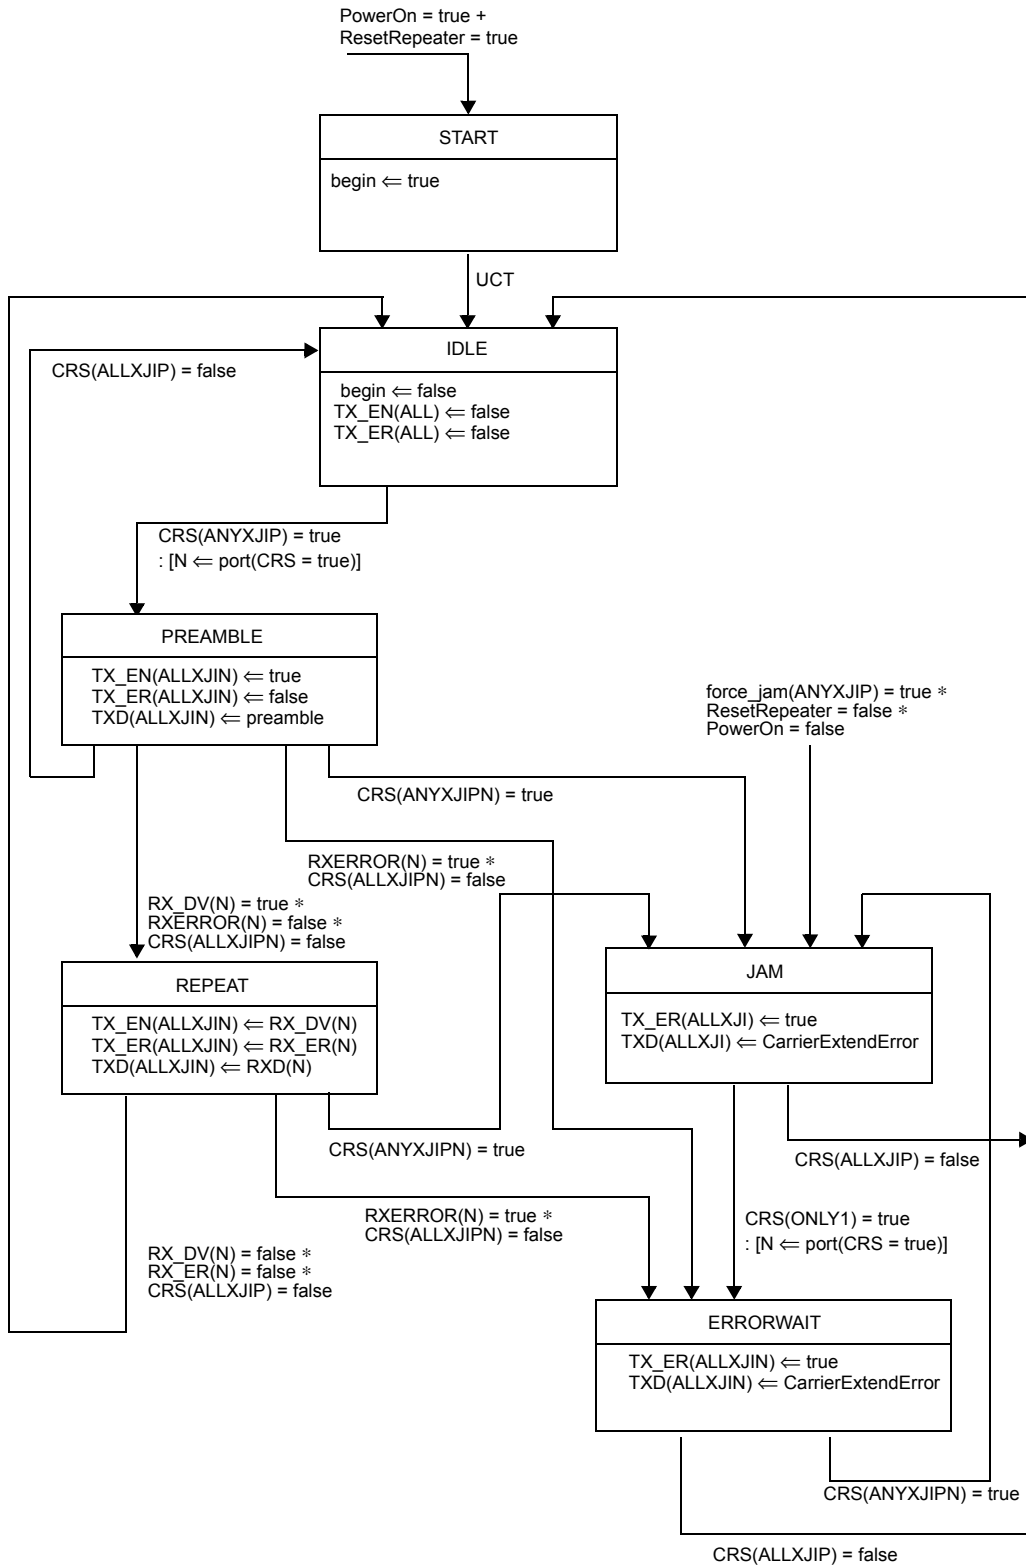 PowerOn = true +
ResetRepeater = true
START
begin ⇐ true
UCT
IDLE
CRS(ALLXJIP) = false
begin ⇐ false
TX_EN(ALL) ⇐ false
TX_ER(ALL) ⇐ false
CRS(ANYXJIP) = true
: [N ⇐ port(CRS = true)]
PREAMBLE
TX_EN(ALLXJIN) ⇐ true
TX_ER(ALLXJIN) ⇐ false
TXD(ALLXJIN) ⇐ preamble
force_jam(ANYXJIP) = true *
ResetRepeater = false *
PowerOn = false
CRS(ANYXJIPN) = true
RXERROR(N) = true *
CRS(ALLXJIPN) = false
RX_DV(N) = true *
RXERROR(N) = false *
CRS(ALLXJIPN) = false
REPEAT
TX_EN(ALLXJIN) ⇐ RX_DV(N)
TX_ER(ALLXJIN) ⇐ RX_ER(N)
TXD(ALLXJIN) ⇐ RXD(N)
JAM
TX_ER(ALLXJI) ⇐ true
TXD(ALLXJI) ⇐ CarrierExtendError
CRS(ANYXJIPN) = true
CRS(ALLXJIP) = false
RXERROR(N) = true *
CRS(ALLXJIPN) = false
CRS(ONLY1) = true
: [N ⇐ port(CRS = true)]
RX_DV(N) = false *
RX_ER(N) = false *
CRS(ALLXJIP) = false
ERRORWAIT
TX_ER(ALLXJIN) ⇐ true
TXD(ALLXJIN) ⇐ CarrierExtendError
CRS(ANYXJIPN) = true
CRS(ALLXJIP) = false